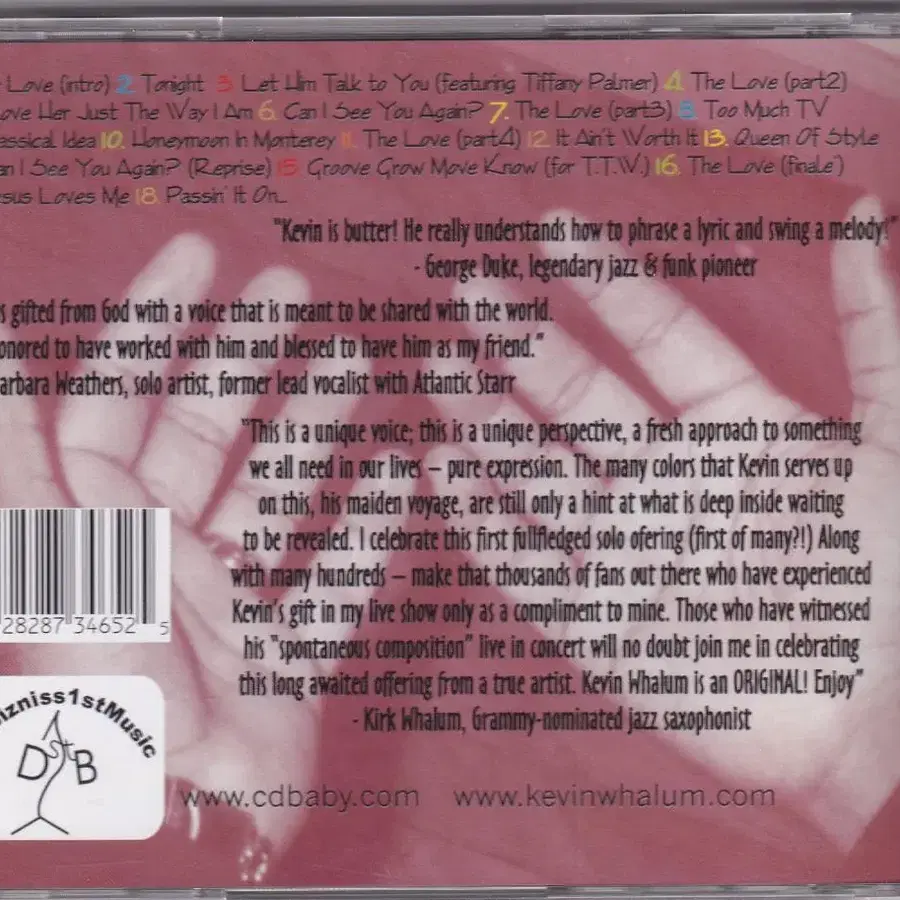 Love (intro) 2. Tonight 3. Let Him Talk to You (featuring Tiffany Palmer) 4. The Love (part2)
ove Her Just The Way I Am 6. Can I See You Again? 7. The Love (part3) 8. Too Much TV
assical Idea 10. Honeymoon In Monterey 11. The Love (part4) 12 It Ain't Worth It 13. Queen Of Style
an I See You Again? (Reprise) 15. Groove Grow Move Know (for T.T.W.) 16. The Love (finale)
sus Loves Me 18. Passin' It On...
"Kevin is butter! He really understands how to phrase a lyric and swing a melody!"
- George Duke, legendary jazz & funk pioneer
s gifted from God with a voice that is meant to be shared with the world.
onored to have worked with him and blessed to have him as my friend."
arbara Weathers, solo artist, former lead vocalist with Atlantic Starr
"This is a unique voice; this is a unique perspective, a fresh approach to something
we all need in our lives – pure expression. The many colors that Kevin serves up
on this, his maiden voyage, are still only a hint at what is deep inside waiting
to be revealed. I celebrate this first fullfledged solo ofering (first of many?!) Along
with many hundreds – make that thousands of fans out there who have experienced
Kevin's gift in my live show only as a compliment to mine. Those who have witnessed
his "spontaneous composition" live in concert will no doubt join me in celebrating
this long awaited offering from a true artist. Kevin Whalum is an ORIGINAL! Enjoy"
- Kirk Whalum, Grammy-nominated jazz saxophonist
28287 34652 5
izniss1stMusic
D 1st B
www.cdbaby.com www.kevinwhalum.com